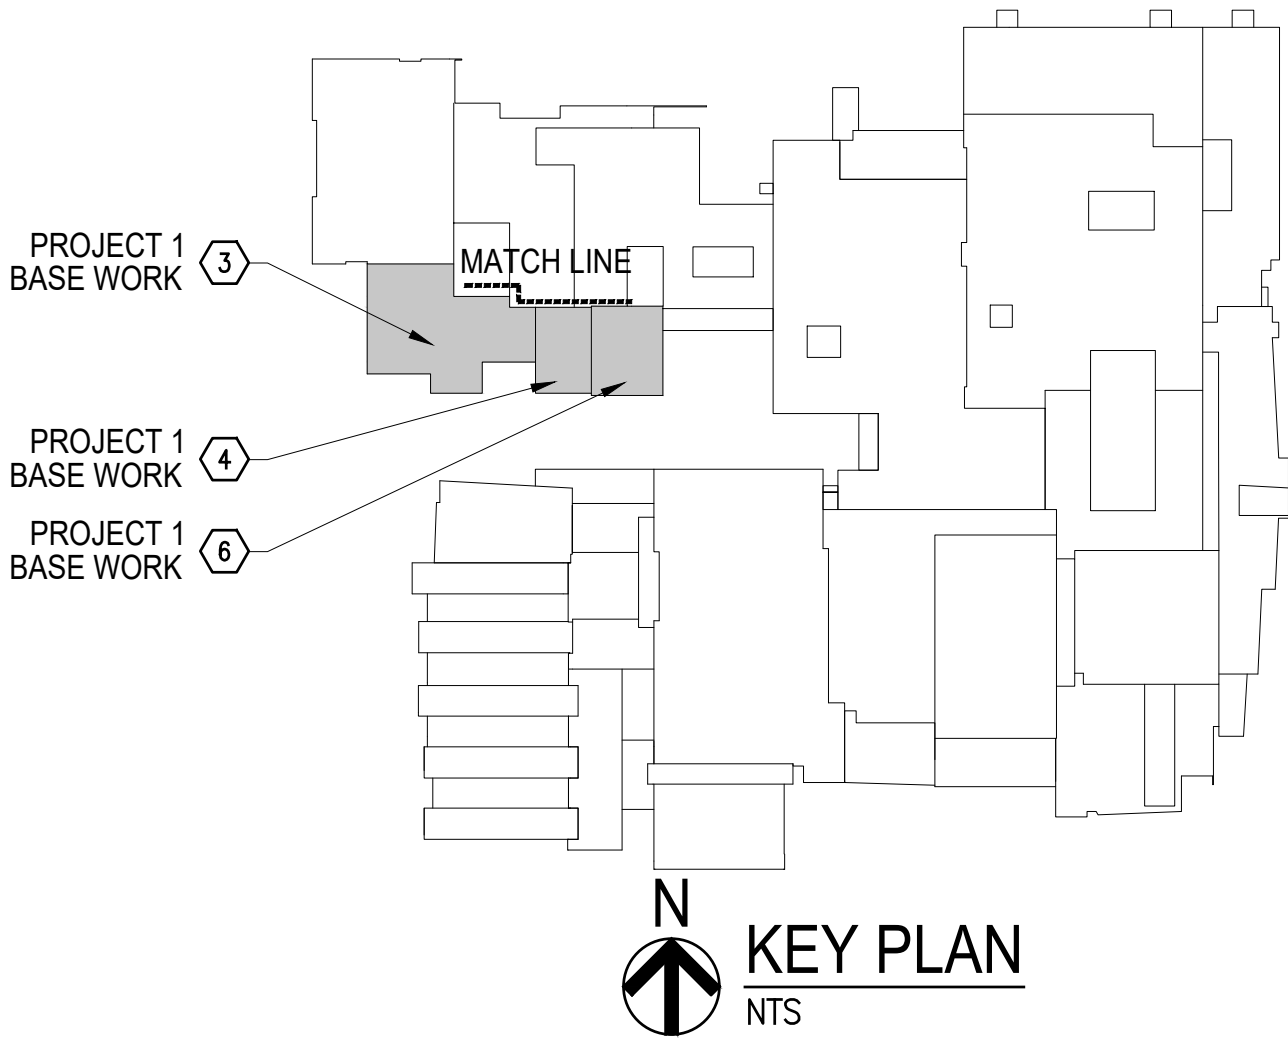 PROJECT 1
BASE WORK
3
MATCH LINE
PROJECT 1
BASE WORK
4
PROJECT 1
BASE WORK
6
N
KEY PLAN
NTS